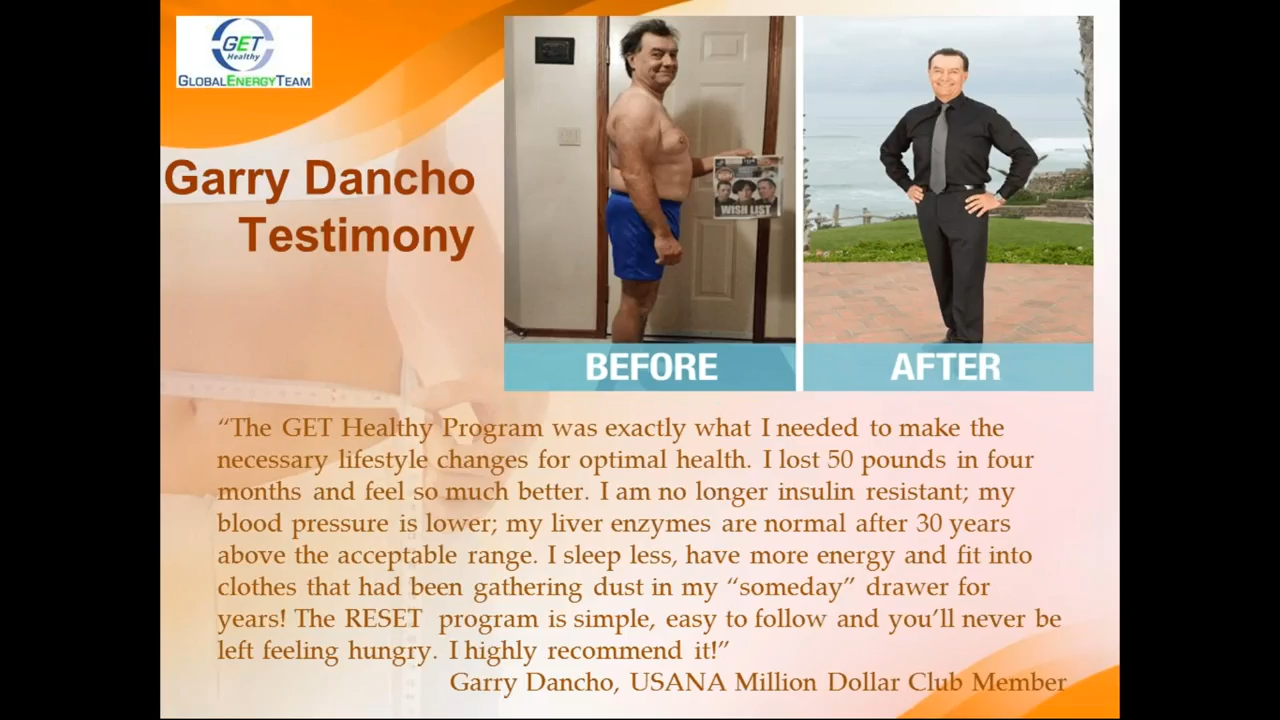 GET
Healthy
GLOBALENERGYTEAM
Garry Dancho
Testimony
WISH LIST
BEFORE
AFTER
“The GET Healthy Program was exactly what I needed to make the
necessary lifestyle changes for optimal health. I lost 50 pounds in four
months and feel so much better. I am no longer insulin resistant; my
blood pressure is lower; my liver enzymes are normal after 30 years
above the acceptable range. I sleep less, have more energy and fit into
clothes that had been gathering dust in my “someday” drawer for
years! The RESET program is simple, easy to follow and you’ll never be
left feeling hungry. I highly recommend it!”
Garry Dancho, USANA Million Dollar Club Member